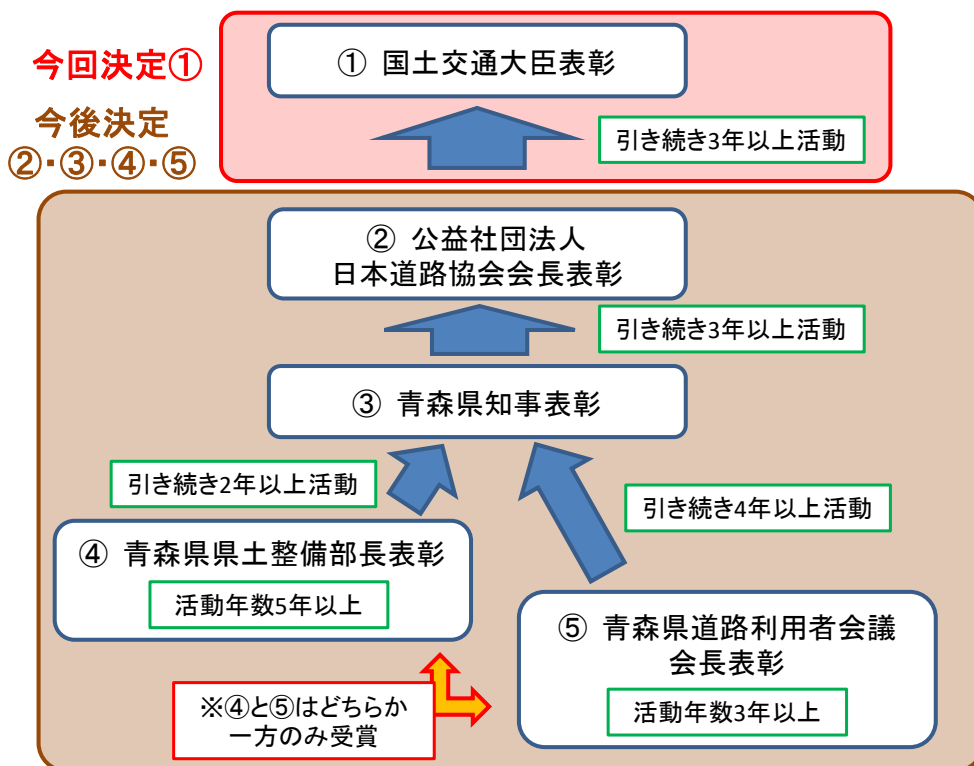 今回決定①
① 国土交通大臣表彰
引き続き3年以上活動
今後決定
②・③・④・⑤
② 公益社団法人
日本道路協会会長表彰
引き続き3年以上活動
③ 青森県知事表彰
引き続き2年以上活動
引き続き4年以上活動
④ 青森県県土整備部長表彰
活動年数5年以上
⑤ 青森県道路利用者会議
会長表彰
活動年数3年以上
※④と⑤はどちらか
一方のみ受賞